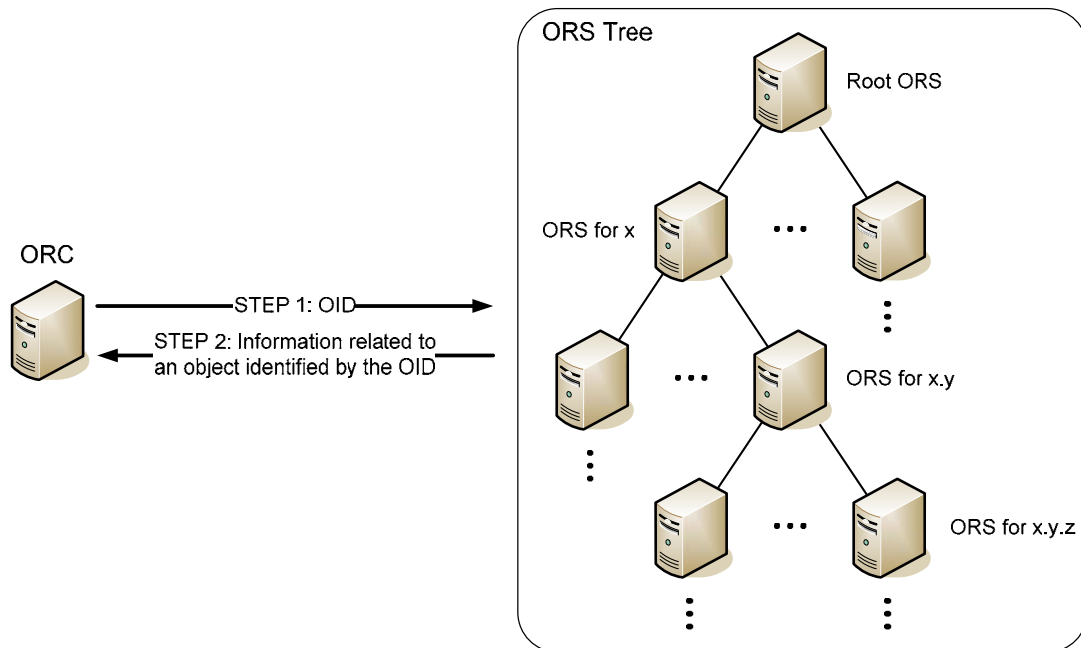 ORS Tree
Root ORS
ORS for x
ORC
STEP 1: OID
STEP 2: Information related to
an object identified by the OID
ORS for x.y
ORS for x.y.z